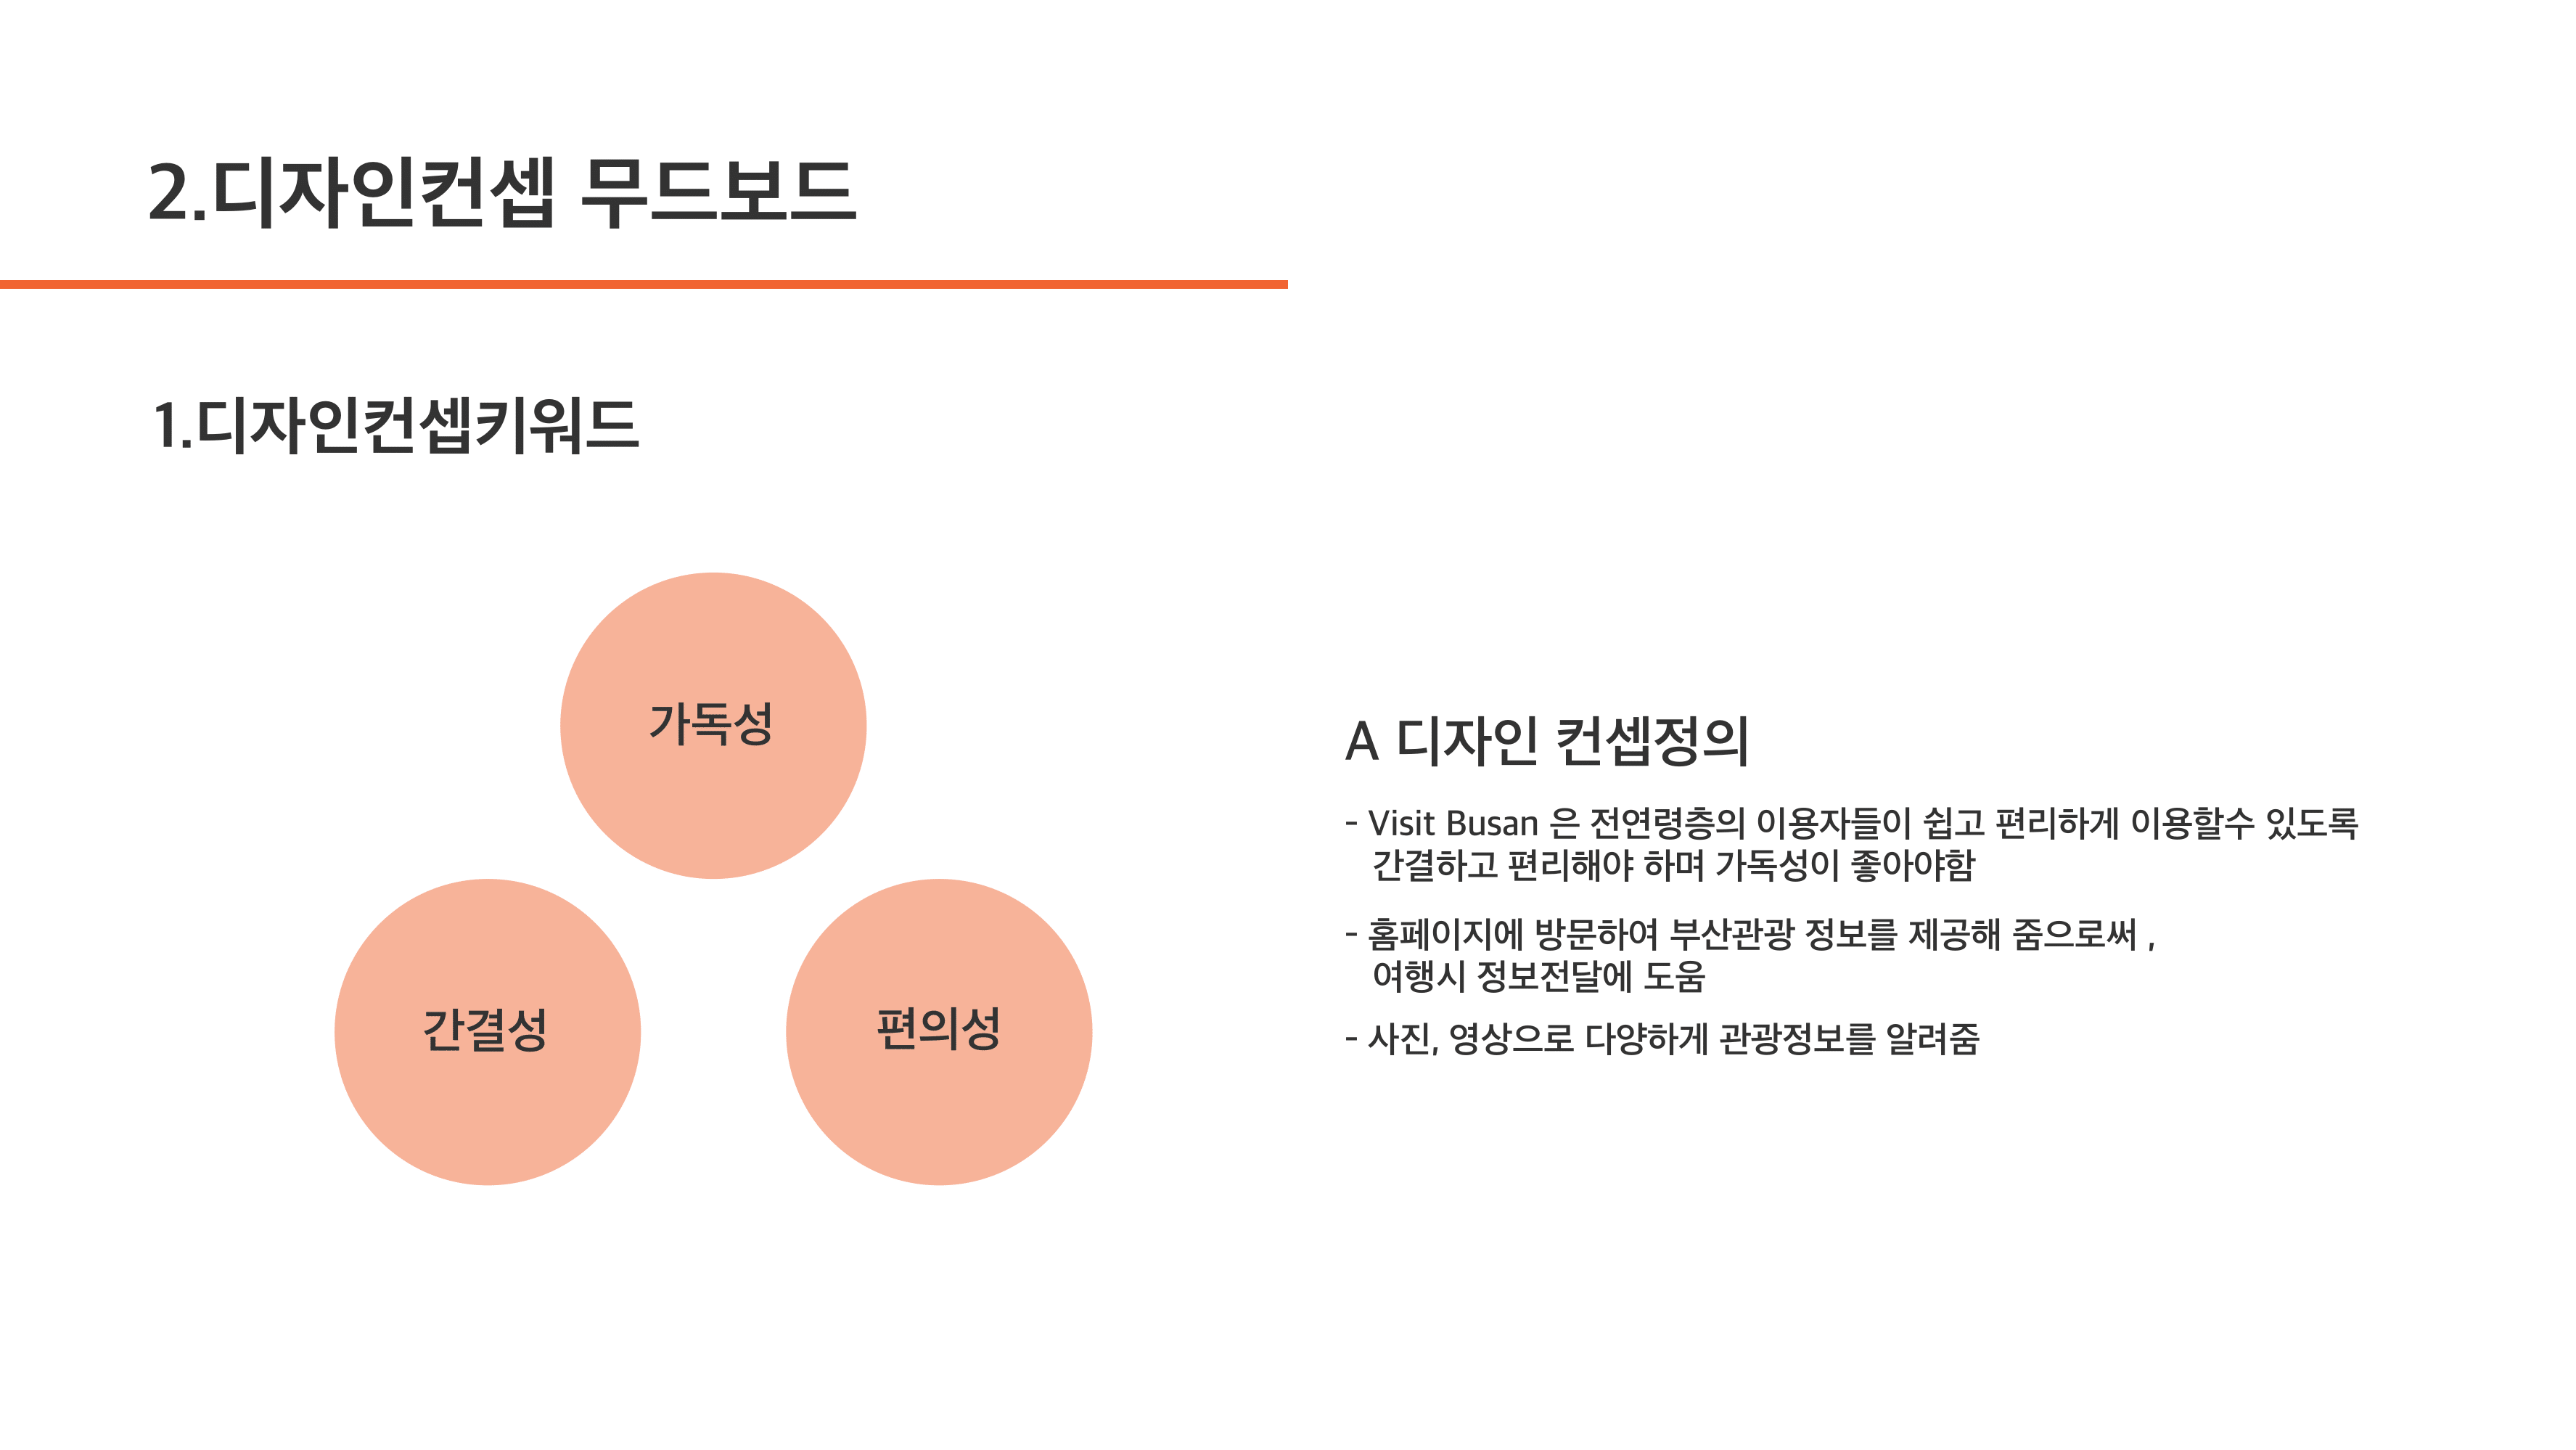 2.디자인컨셉 무드보드
1.디자인컨셉키워드
가독성
간결성
편의성
A 디자인 컨셉정의
- Visit Busan 은 전연령층의 이용자들이 쉽고 편리하게 이용할수 있도록
간결하고 편리해야 하며 가독성이 좋아야함
- 홈페이지에 방문하여 부산관광 정보를 제공해 줌으로써 ,
여행시 정보전달에 도움
- 사진, 영상으로 다양하게 관광정보를 알려줌